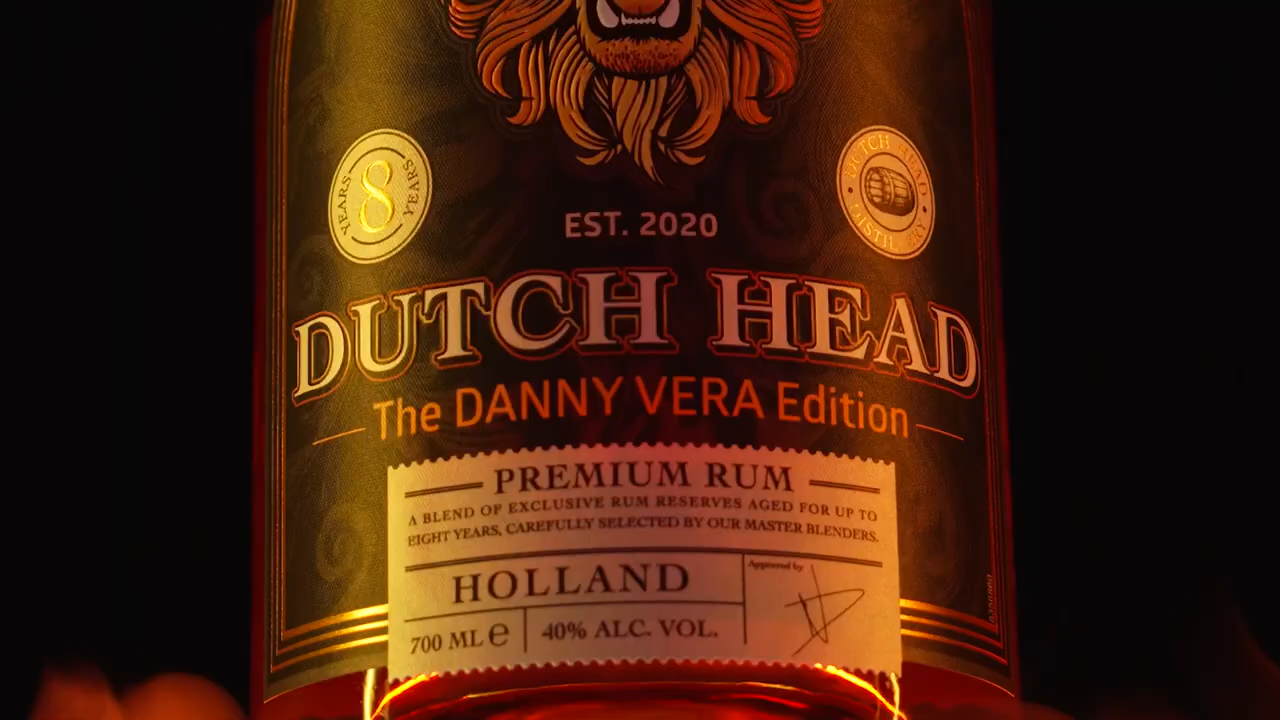 8
YEARS YEARS
DUTCH HEAD
DISTILLERY
EST. 2020
DUTCH HEAD
The DANNY VERA Edition
PREMIUM RUM
A BLEND OF EXCLUSIVE RUM RESERVES AGED FOR UP TO
EIGHT YEARS, CAREFULLY SELECTED BY OUR MASTER BLENDERS.
HOLLAND
Approved by
700 ML e
40% ALC. VOL.